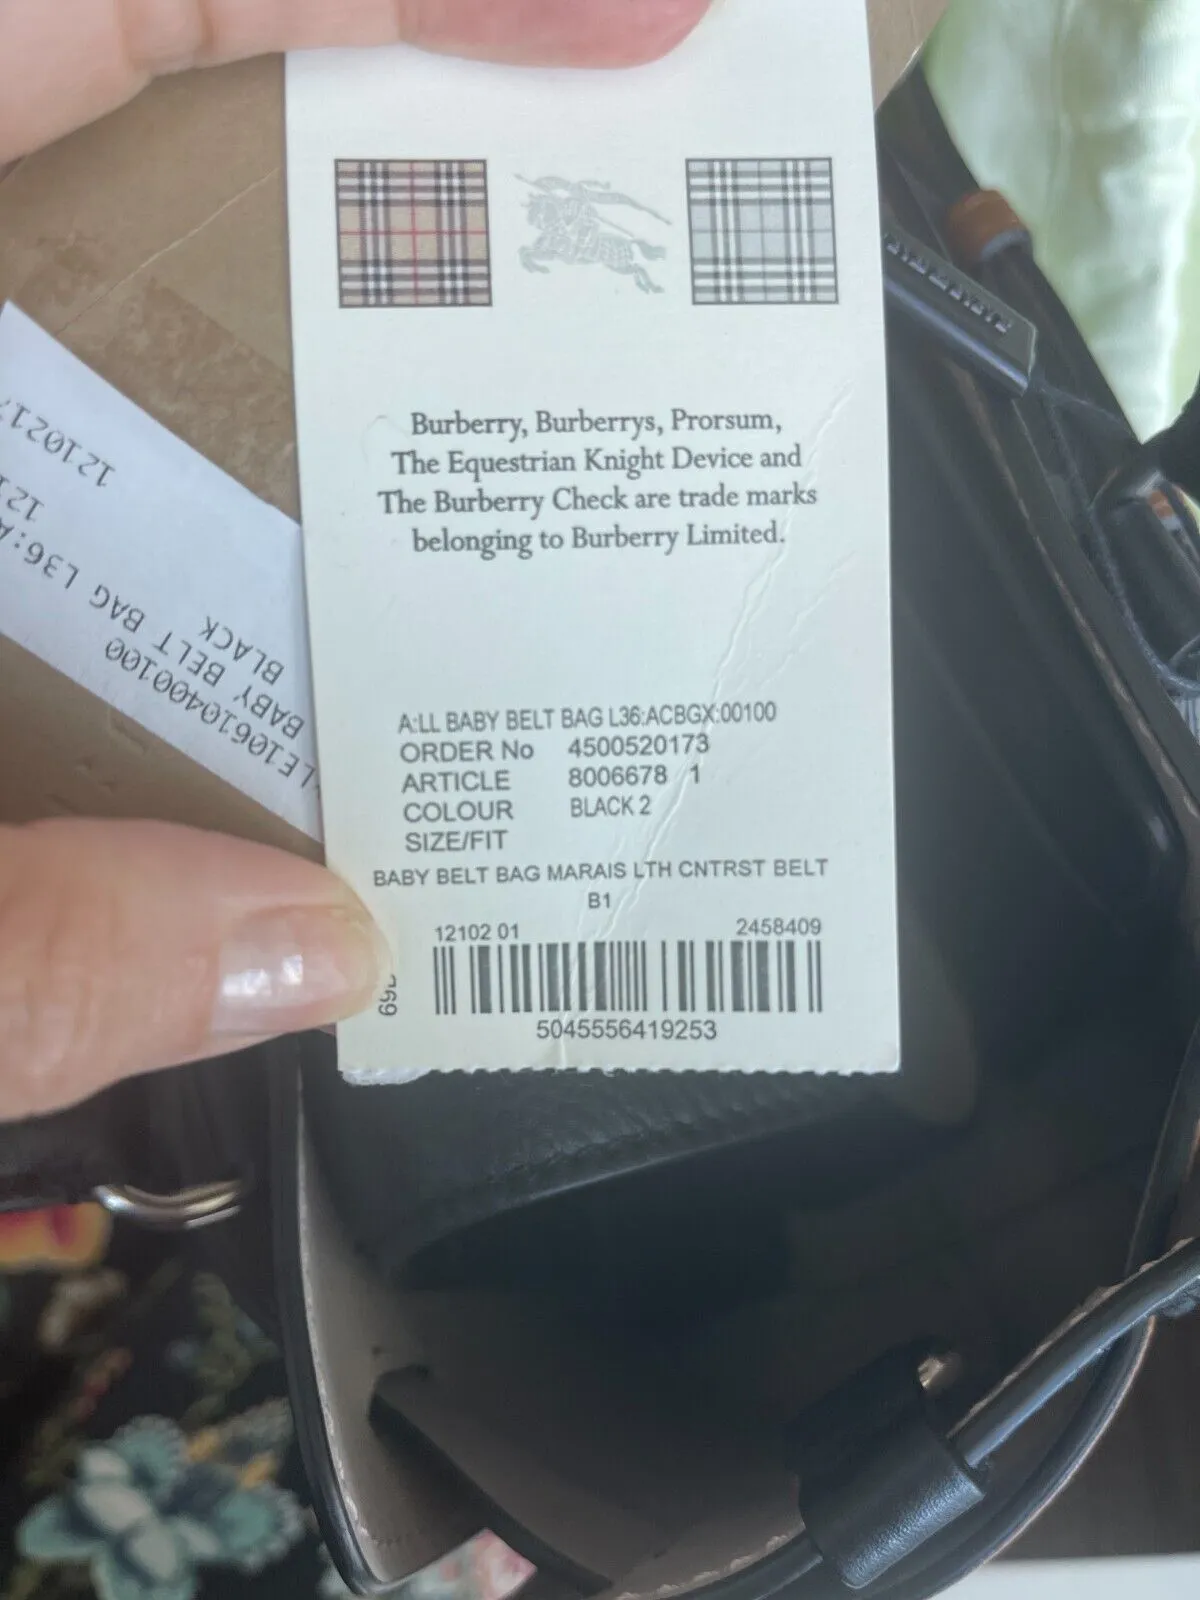 Burberry, Burberrys, Prorsum,
The Equestrian Knight Device and
The Burberry Check are trade marks
belonging to Burberry Limited.
A:LL BABY BELT BAG L36:ACBGX:00100
ORDER No 4500520173
ARTICLE 8006678 1
COLOUR BLACK 2
SIZE/FIT
BABY BELT BAG MARAIS LTH CNTRST BELT
B1
12102 01 2458409
5045556419253
LE10610400100
BABY BELT BAG L36:A
BLACK